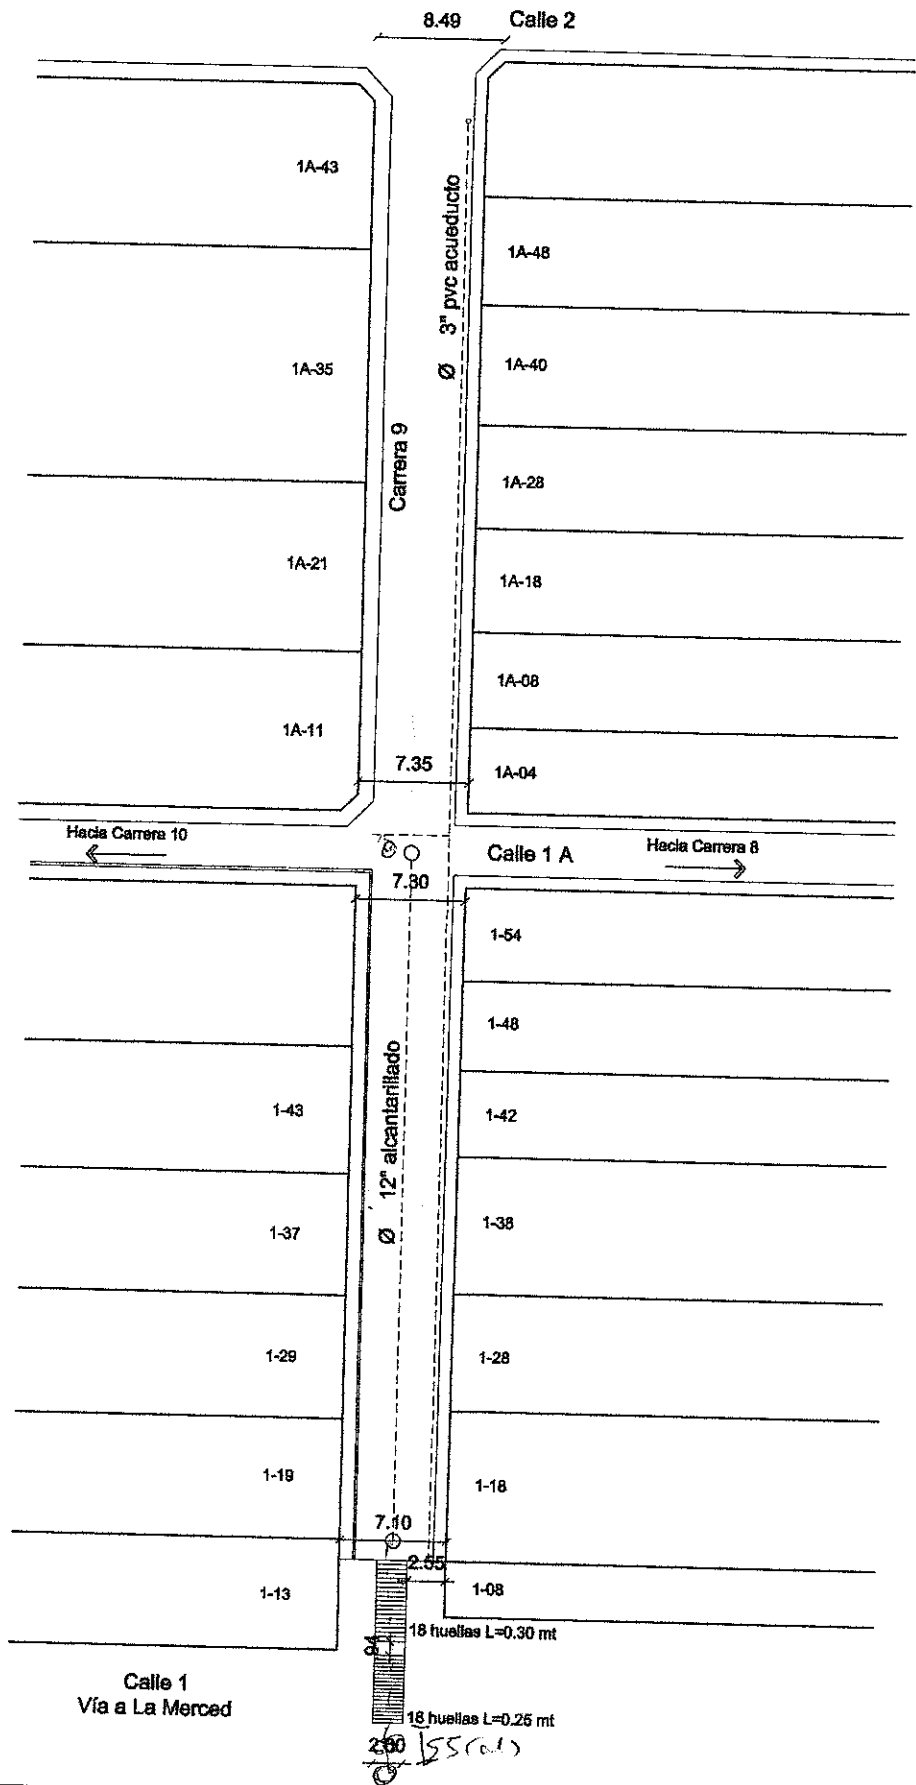 8.49 Calle 2
1A-43
3" pvc acueducto
Ø
1A-48
1A-35
1A-40
Carrera 9
1A-28
1A-21
1A-18
1A-08
1A-11
7.35
1A-04
Hacia Carrera 10
Calle 1 A
Hacia Carrera 8
7.30
1-54
1-48
12" alcantarillado
Ø
1-43
1-42
1-37
1-38
1-29
1-28
1-19
1-18
7.10
2.55
1-13
1-08
18 huellas L=0.30 mt
94
Calle 1
Vía a La Merced
18 huellas L=0.25 mt